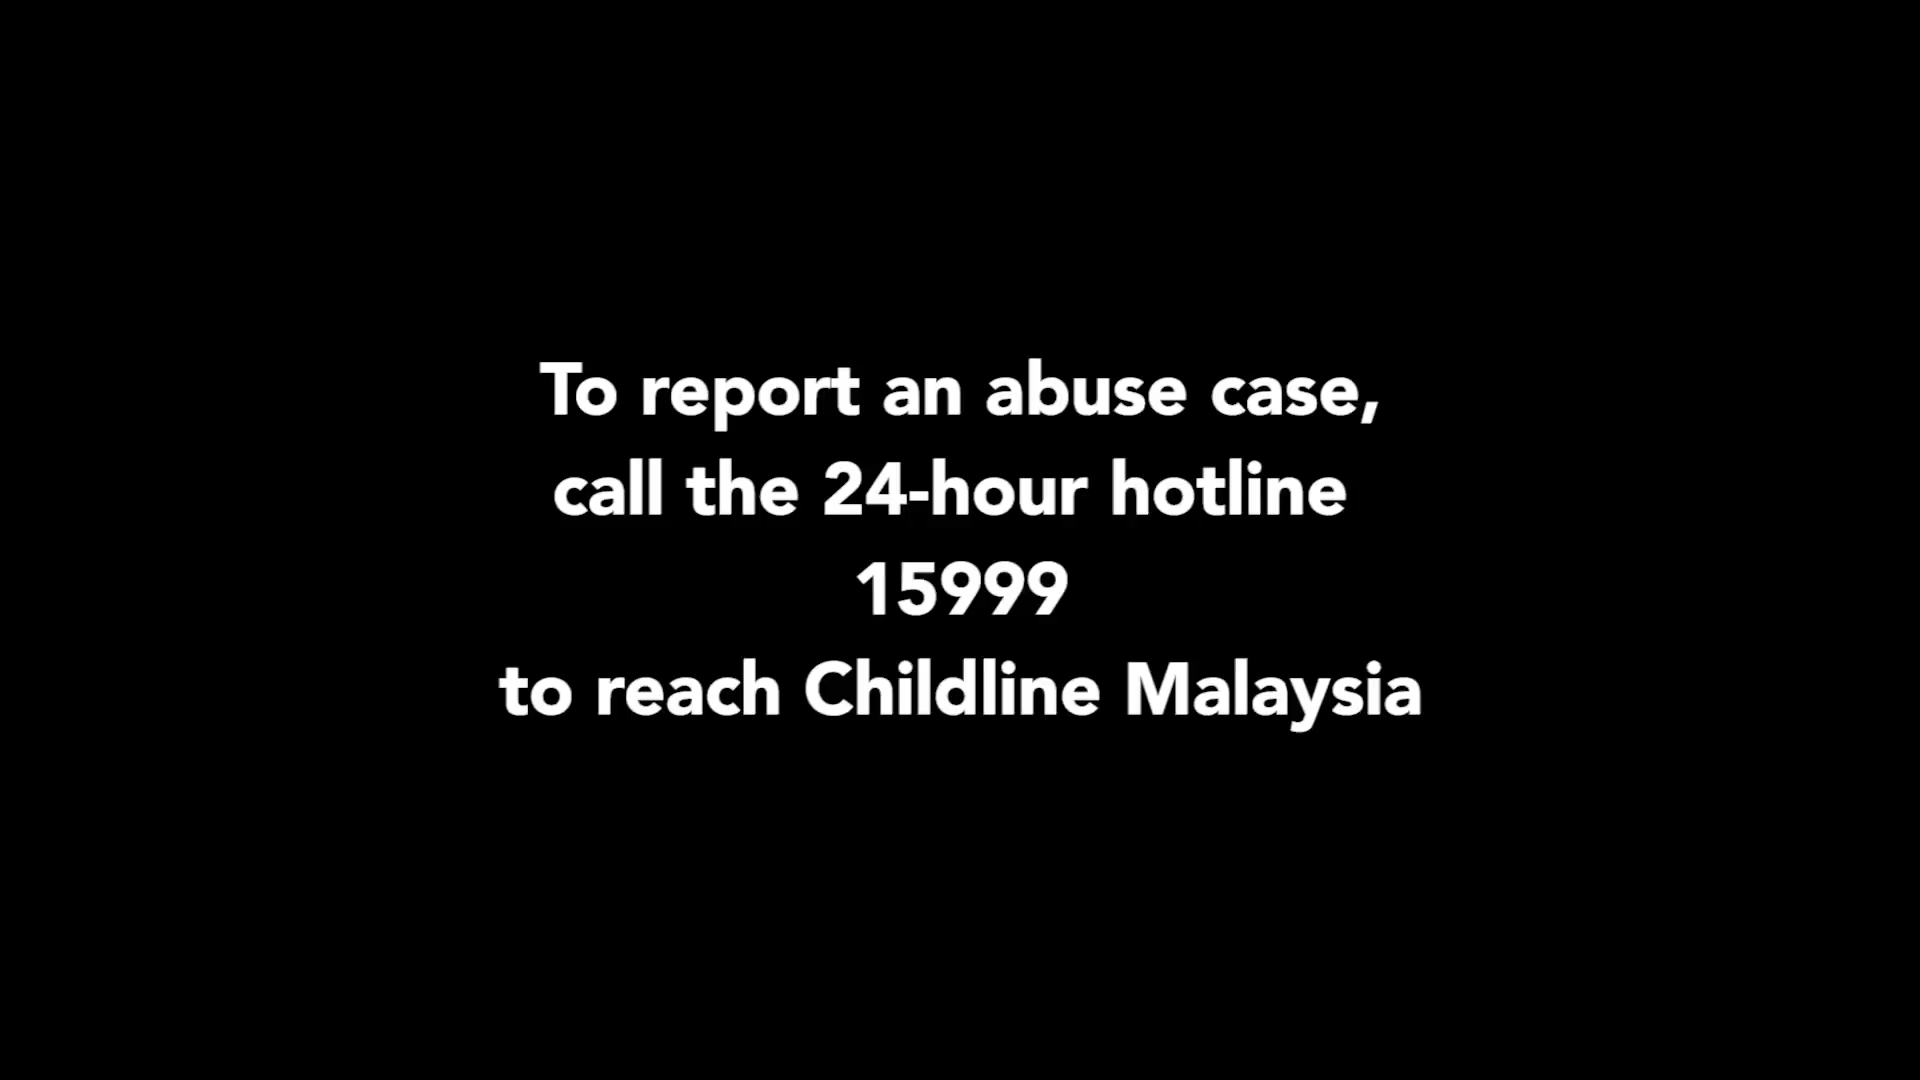 To report an abuse case,
call the 24-hour hotline
15999
to reach Childline Malaysia